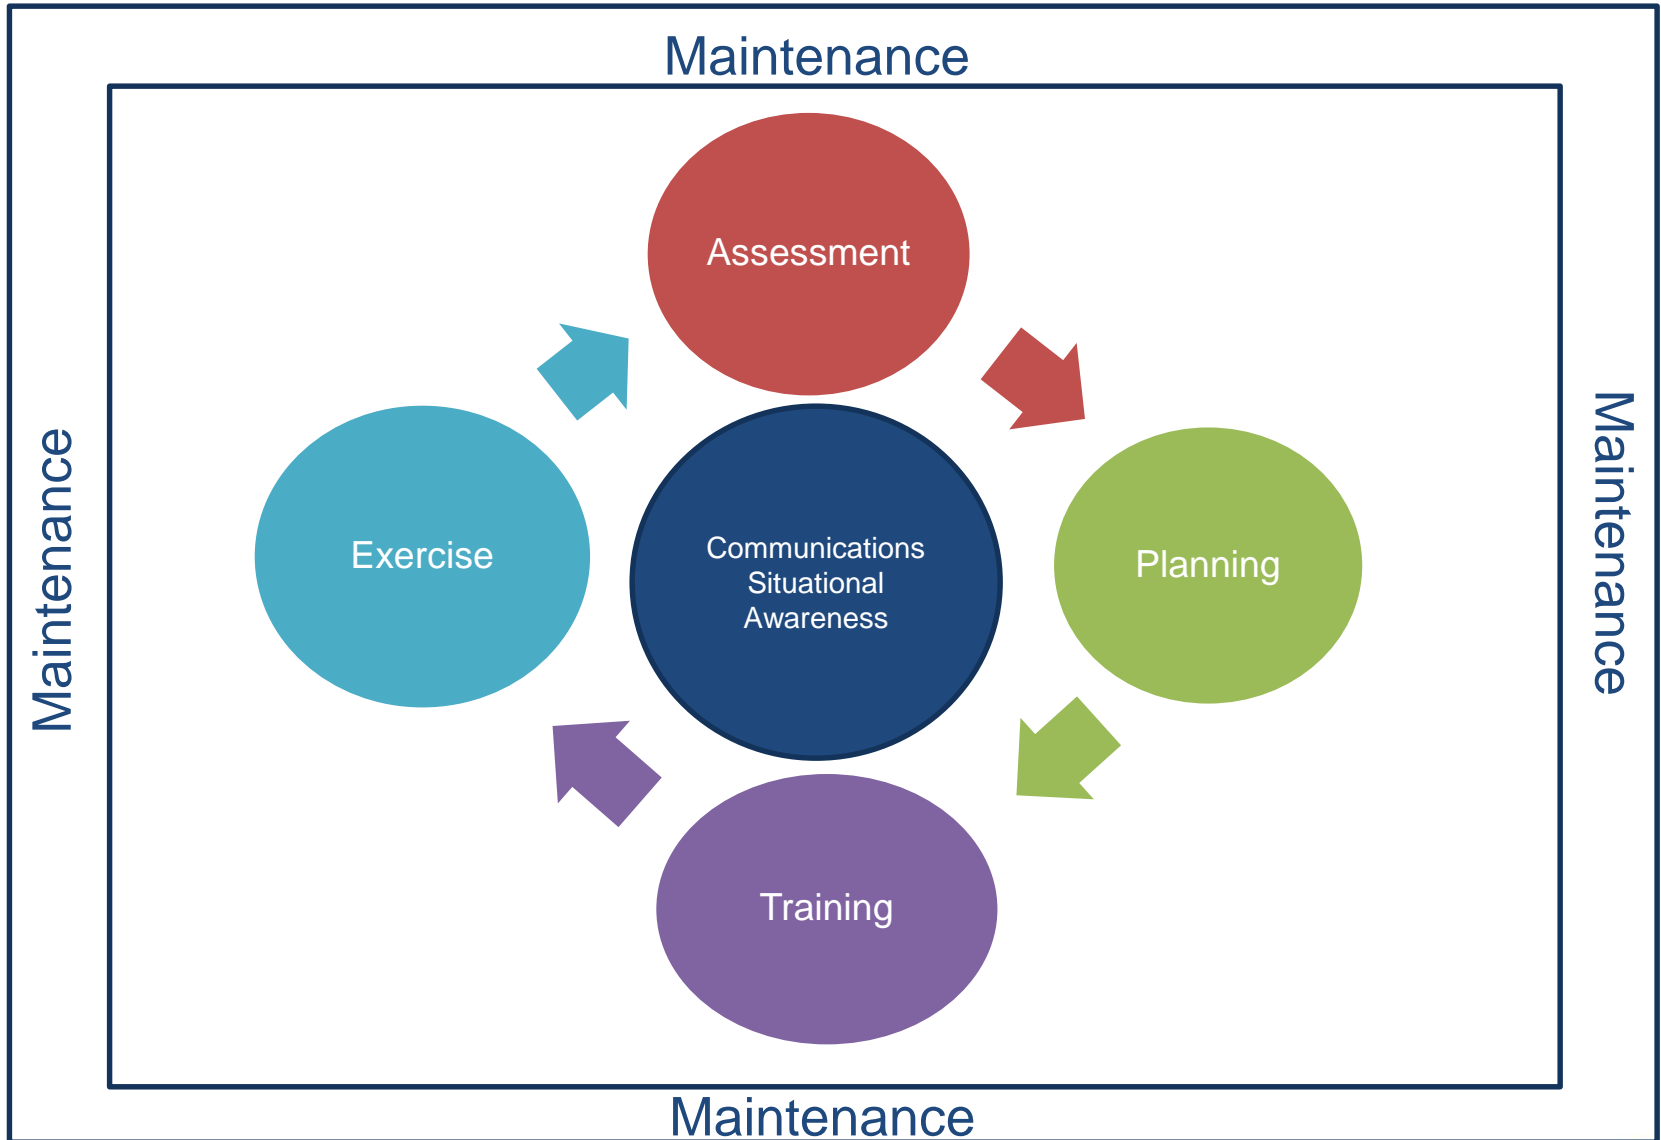 Maintenance
Assessment
Maintenance
Exercise
Communications
Situational
Awareness
Planning
Maintenance
Training
Maintenance